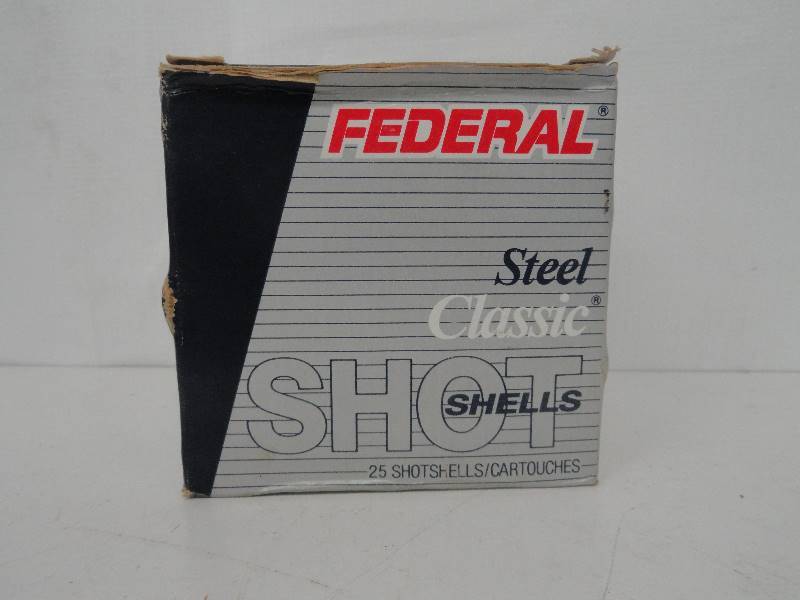 FEDERAL®
Steel
Classic®
SHOT
SHELLS
25 SHOTSHELLS/CARTOUCHES